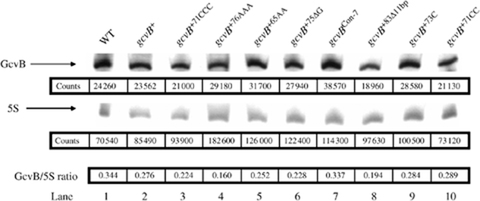 WT gcvB+ gcvB+71CCC gcvB+76AAA gcvB+65AA gcvB+75ΔG gcvBCon-7 gcvB+83Δ11bp gcvB+73C gcvB+71CC
GcvB
Counts 24260 23562 21000 29180 31700 27940 38570 18960 28580 21130
5S
Counts 70540 85490 93900 182600 126000 122400 114300 97630 100500 73120
GcvB/5S ratio 0.344 0.276 0.224 0.160 0.252 0.228 0.337 0.194 0.284 0.289
Lane 1 2 3 4 5 6 7 8 9 10